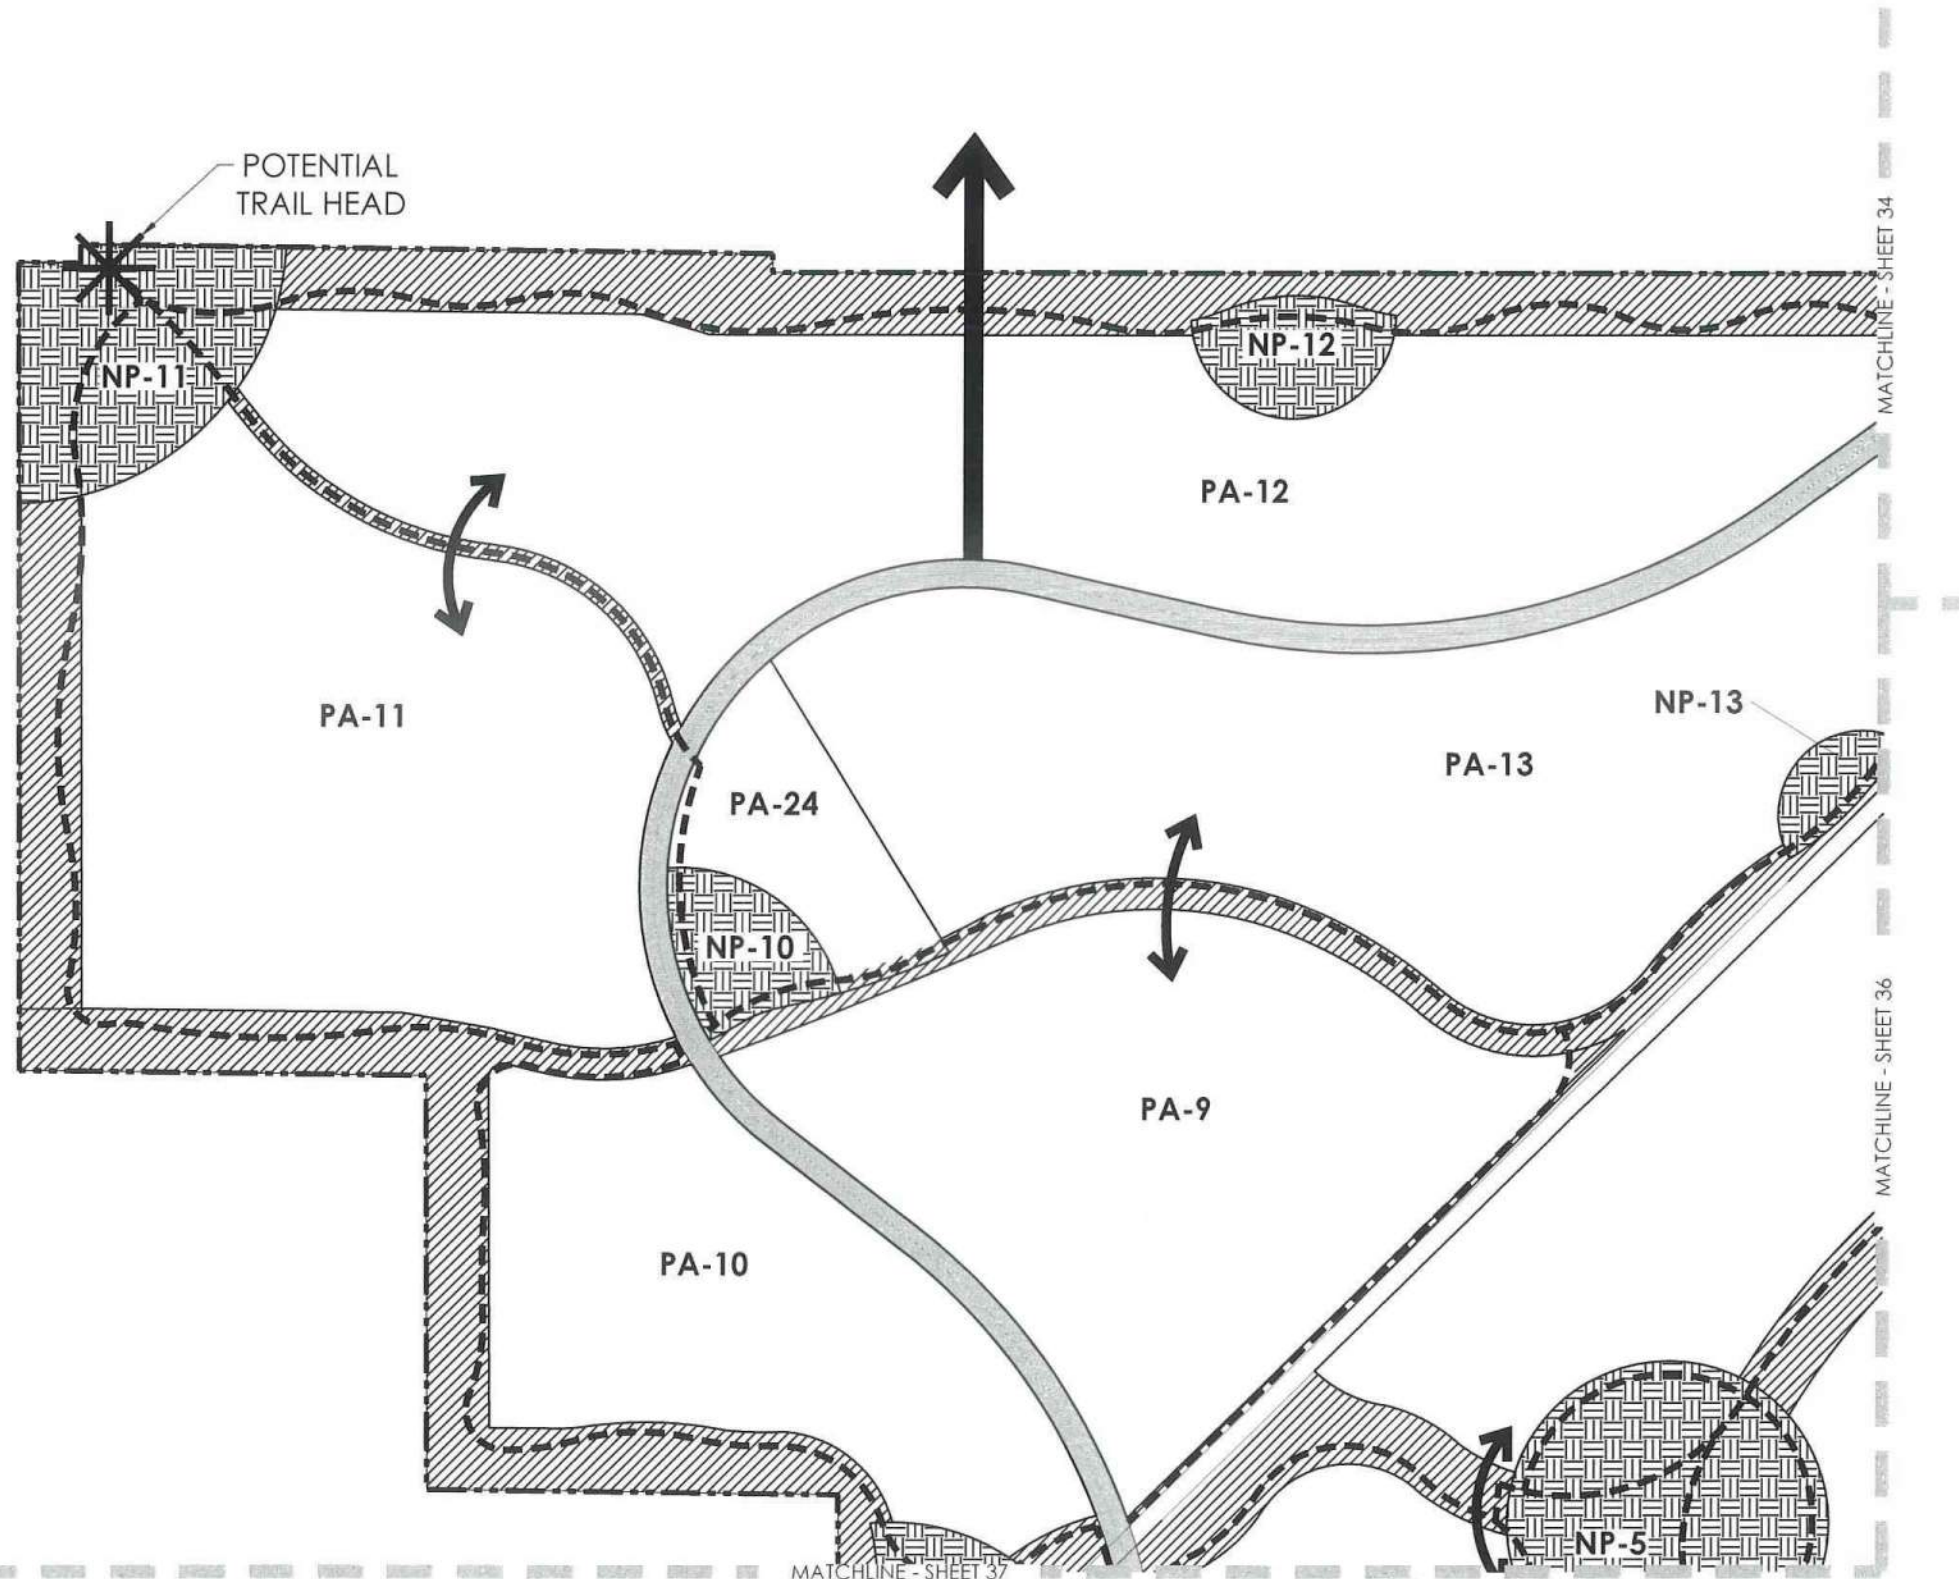 POTENTIAL
TRAIL HEAD
MATCHLINE - SHEET 34
NP-12
NP-11
PA-12
NP-13
PA-11
PA-13
PA-24
NP-10
MATCHLINE - SHEET 36
PA-9
PA-10
NP-5
MATCHLINE - SHEET 37